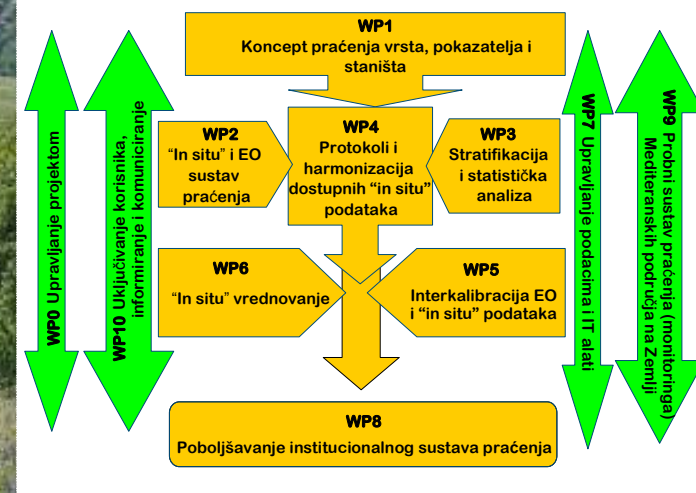 WP1
Koncept praćenja vrsta, pokazatelja i
staništa
WP2
“In situ” i EO
sustav
praćenja
WP4
Protokoli i
harmonizacija
dostupnih “in situ”
podataka
WP3
Stratifikacija
i statistička
analiza
WP6
“In situ” vrednovanje
WP5
Interkalibracija EO
i “in situ” podataka
WP8
Poboljšavanje institucionalnog sustava praćenja
WP0 Upravljanje projektom
WP10 Uključivanje korisnika,
informiranje i komuniciranje
WP7 Upravljanje podacima i IT alati
WP9 Probni sustav praćenja (monitoringa)
Mediteranskih područja na Zemlji